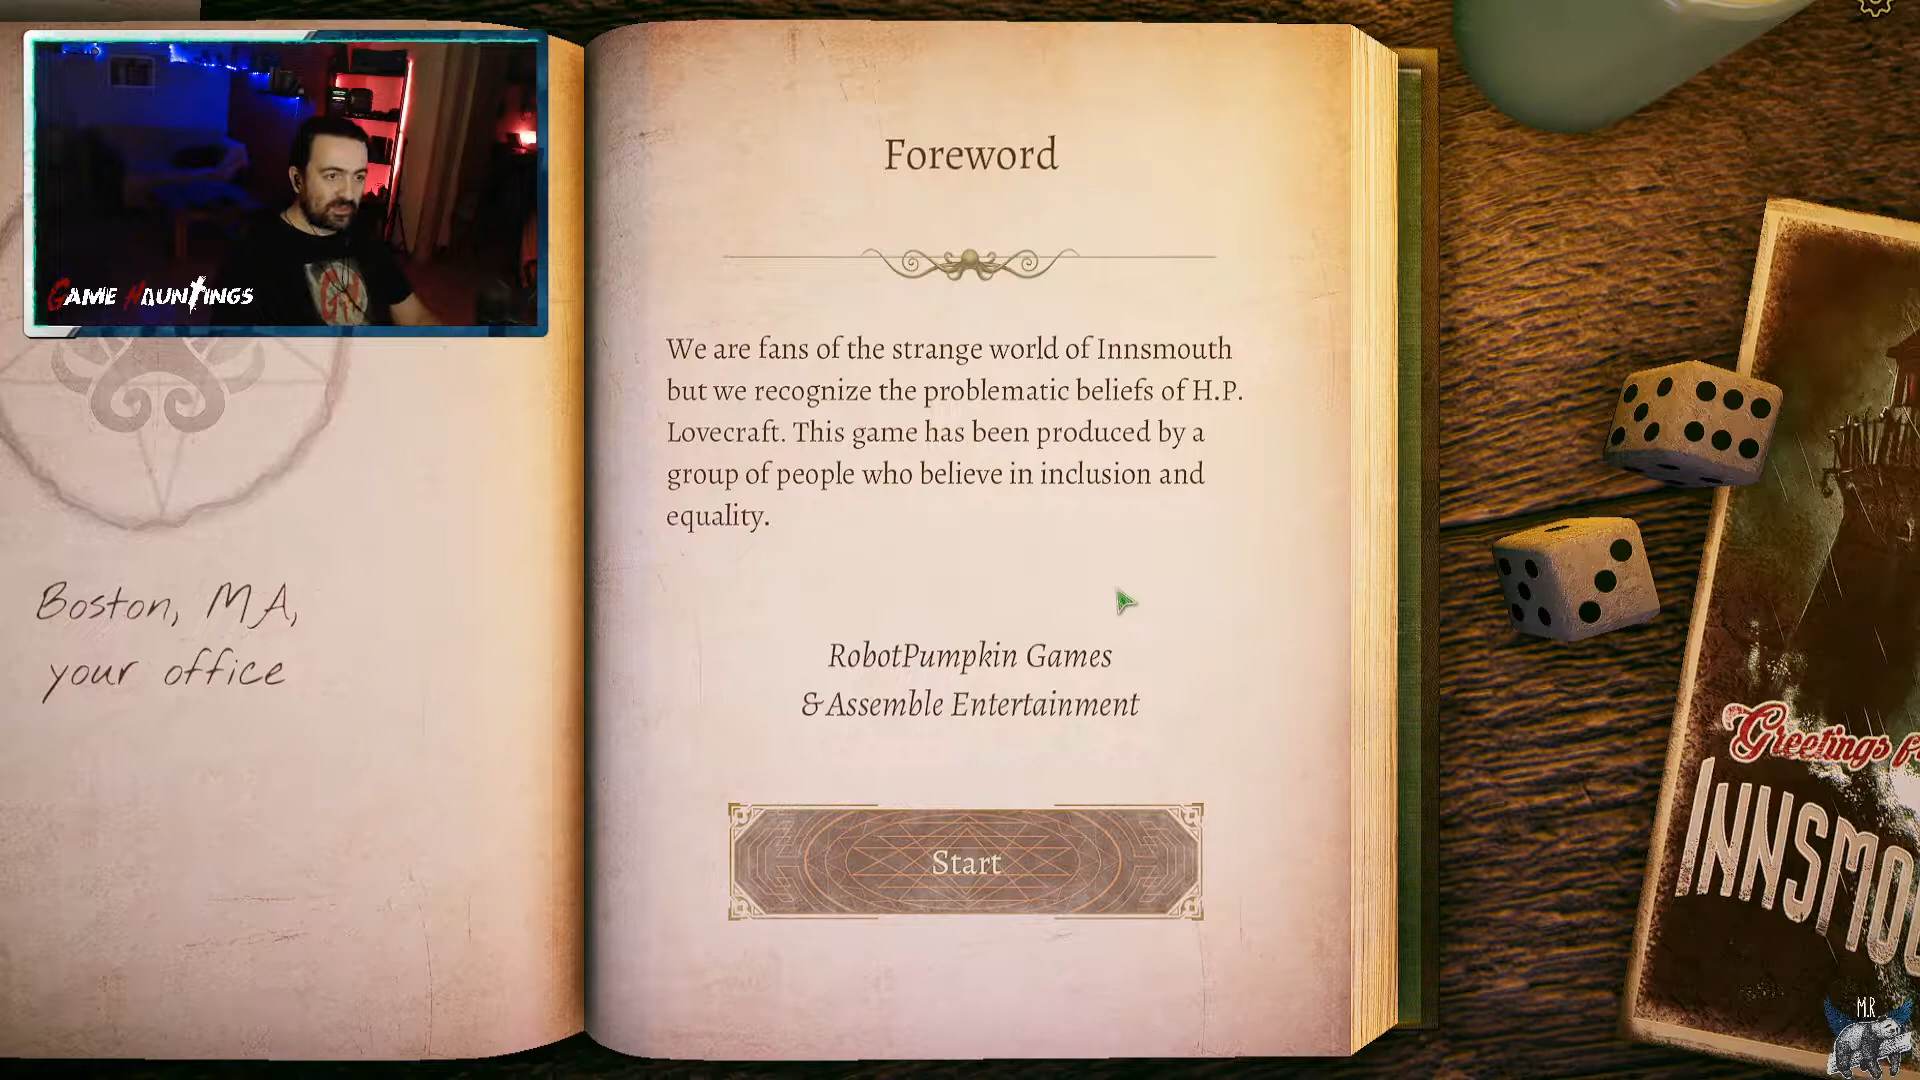 GAME HAUNTINGS
Boston, MA,
your office
Foreword
We are fans of the strange world of Innsmouth
but we recognize the problematic beliefs of H.P.
Lovecraft. This game has been produced by a
group of people who believe in inclusion and
equality.
RobotPumpkin Games
& Assemble Entertainment
Start
Greetings
M.R